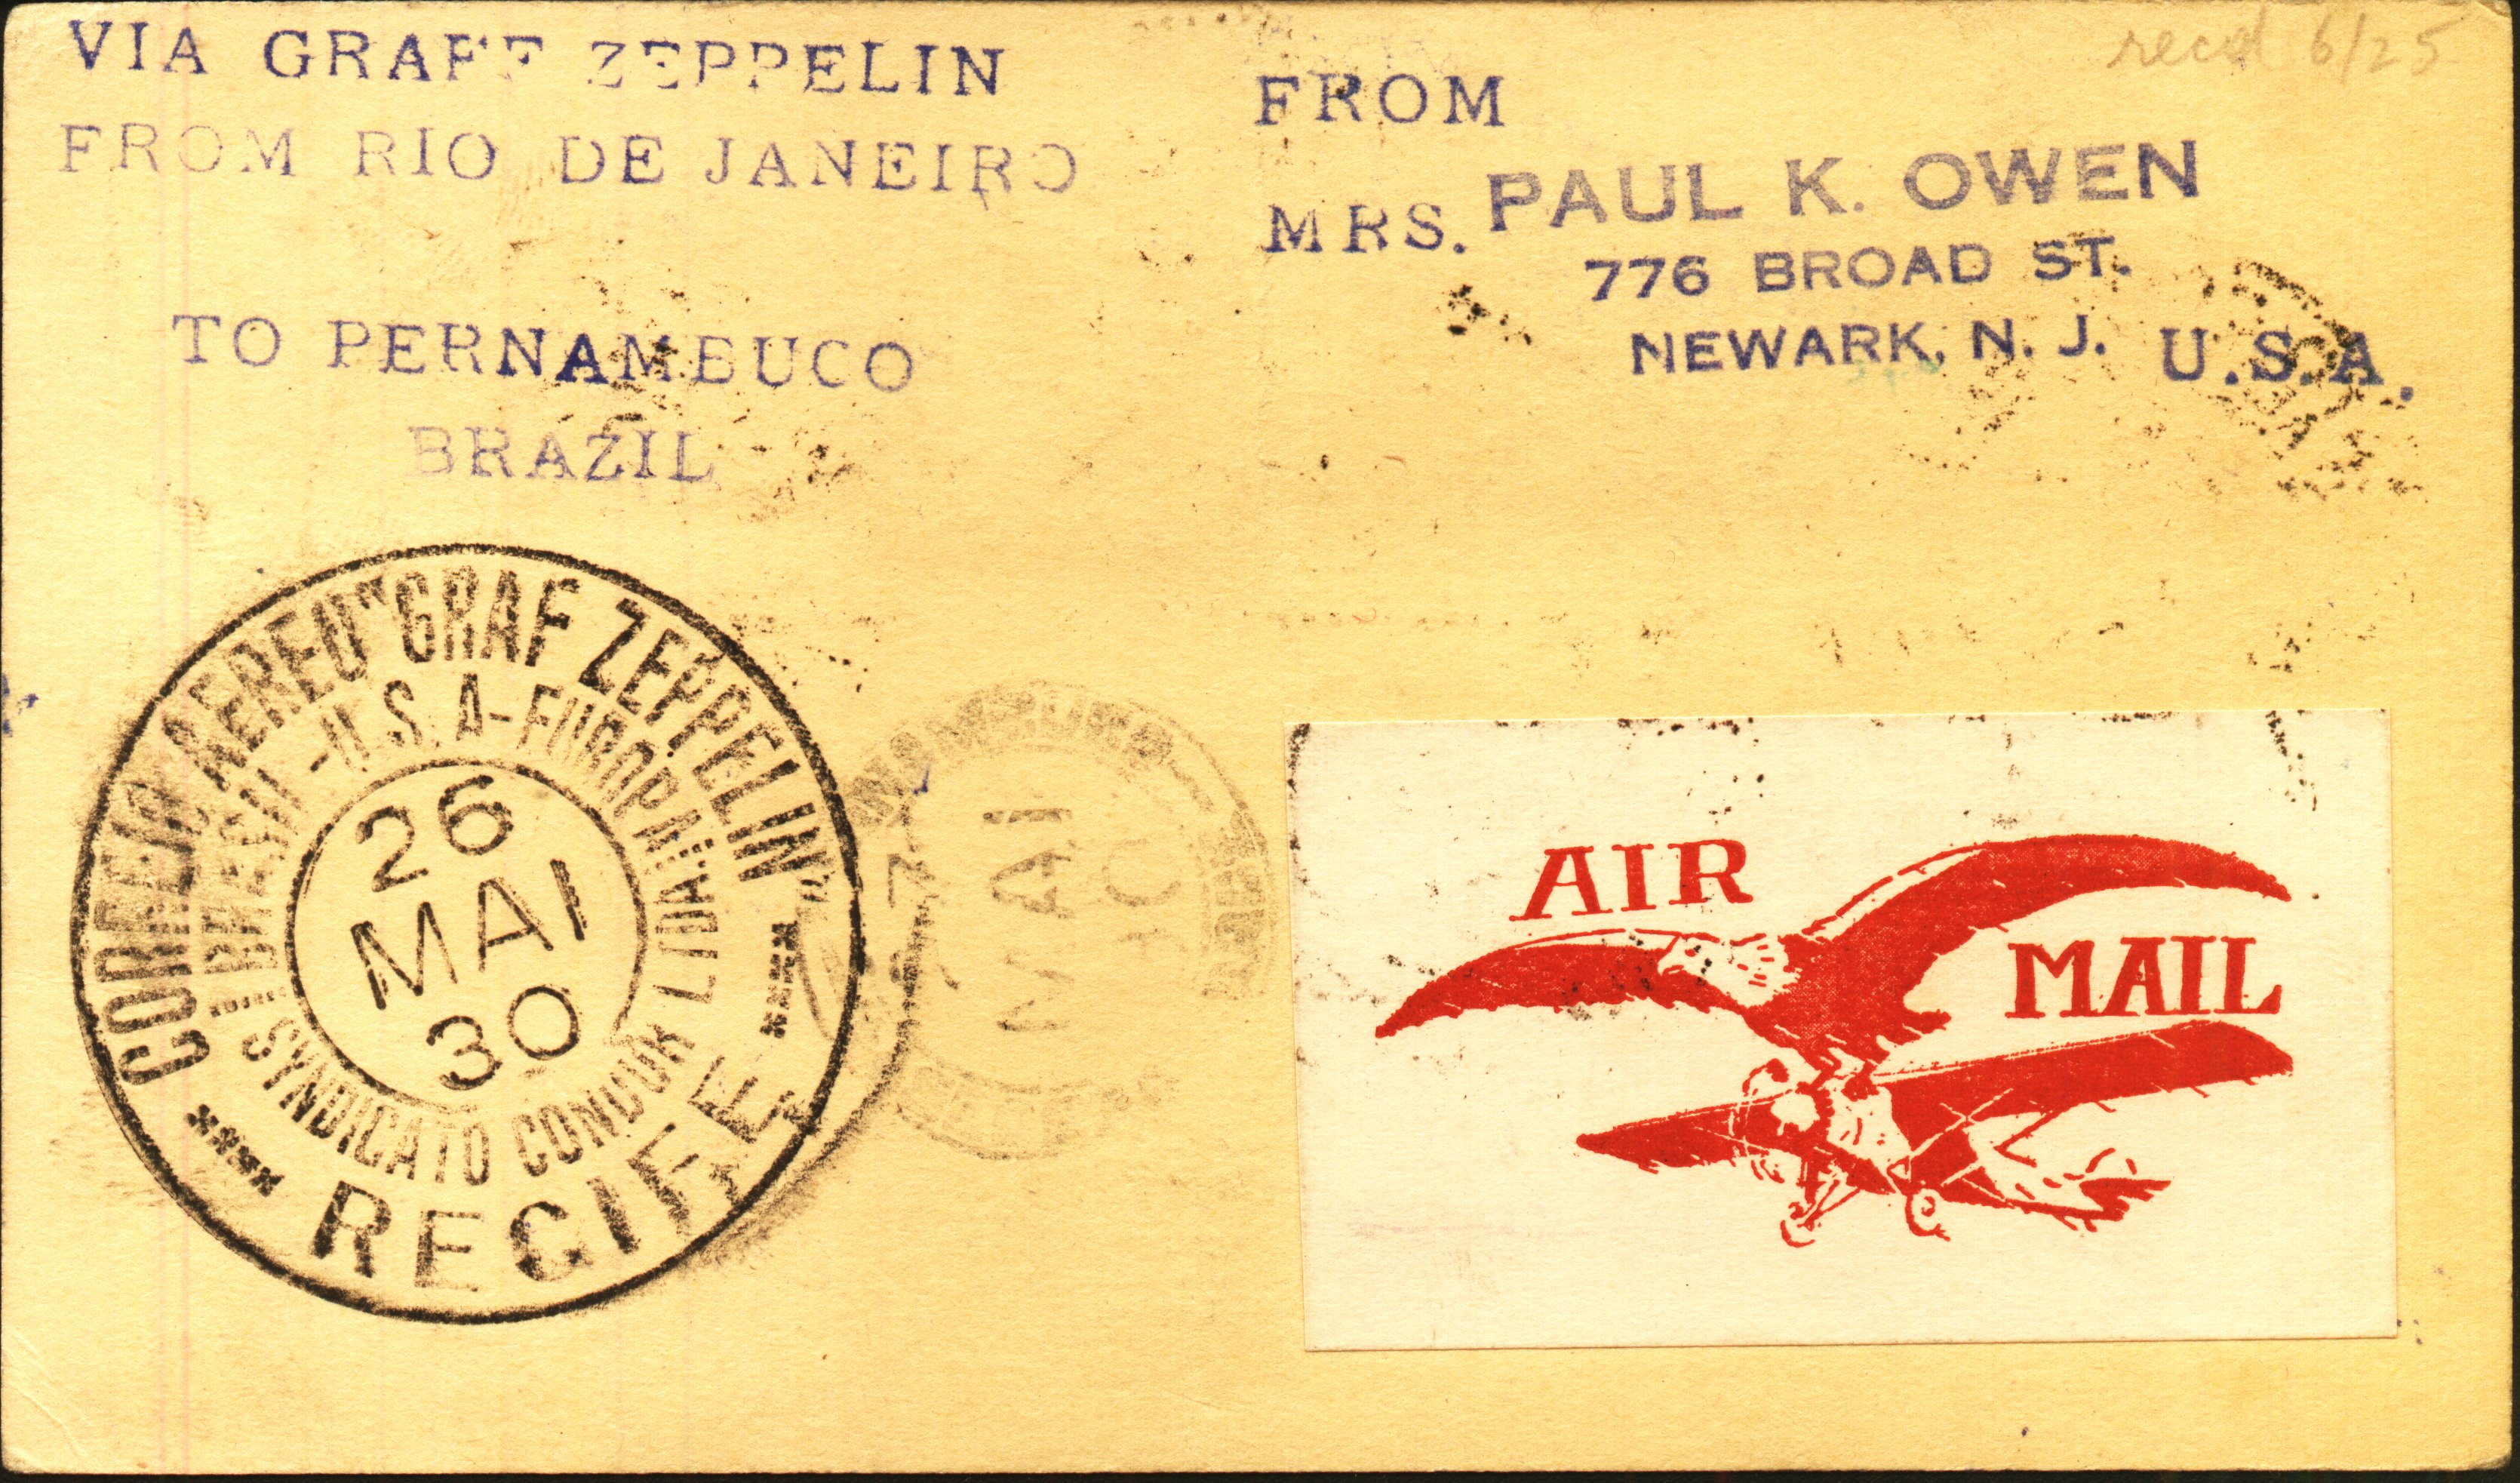 VIA GRAFF ZEPPELIN
FROM RIO DE JANEIRO
TO PERNAMBUCO
BRAZIL
recd 6/25
FROM
MRS. PAUL K. OWEN
776 BROAD ST.
NEWARK, N. J. U.S.A.
CORREIO AEREO "GRAF ZEPPELIN"
BRASIL-U.S.A-EUROPA
SYNDICATO CONDOR LTDA
26
MAI
30
RECIFE
MAI
AIR
MAIL